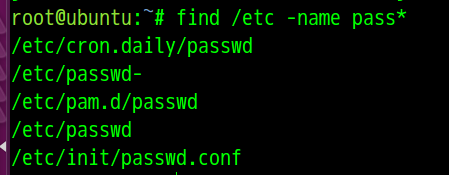 root@ubuntu:~# find /etc -name pass*
/etc/cron.daily/passwd
/etc/passwd-
/etc/pam.d/passwd
/etc/passwd
/etc/init/passwd.conf